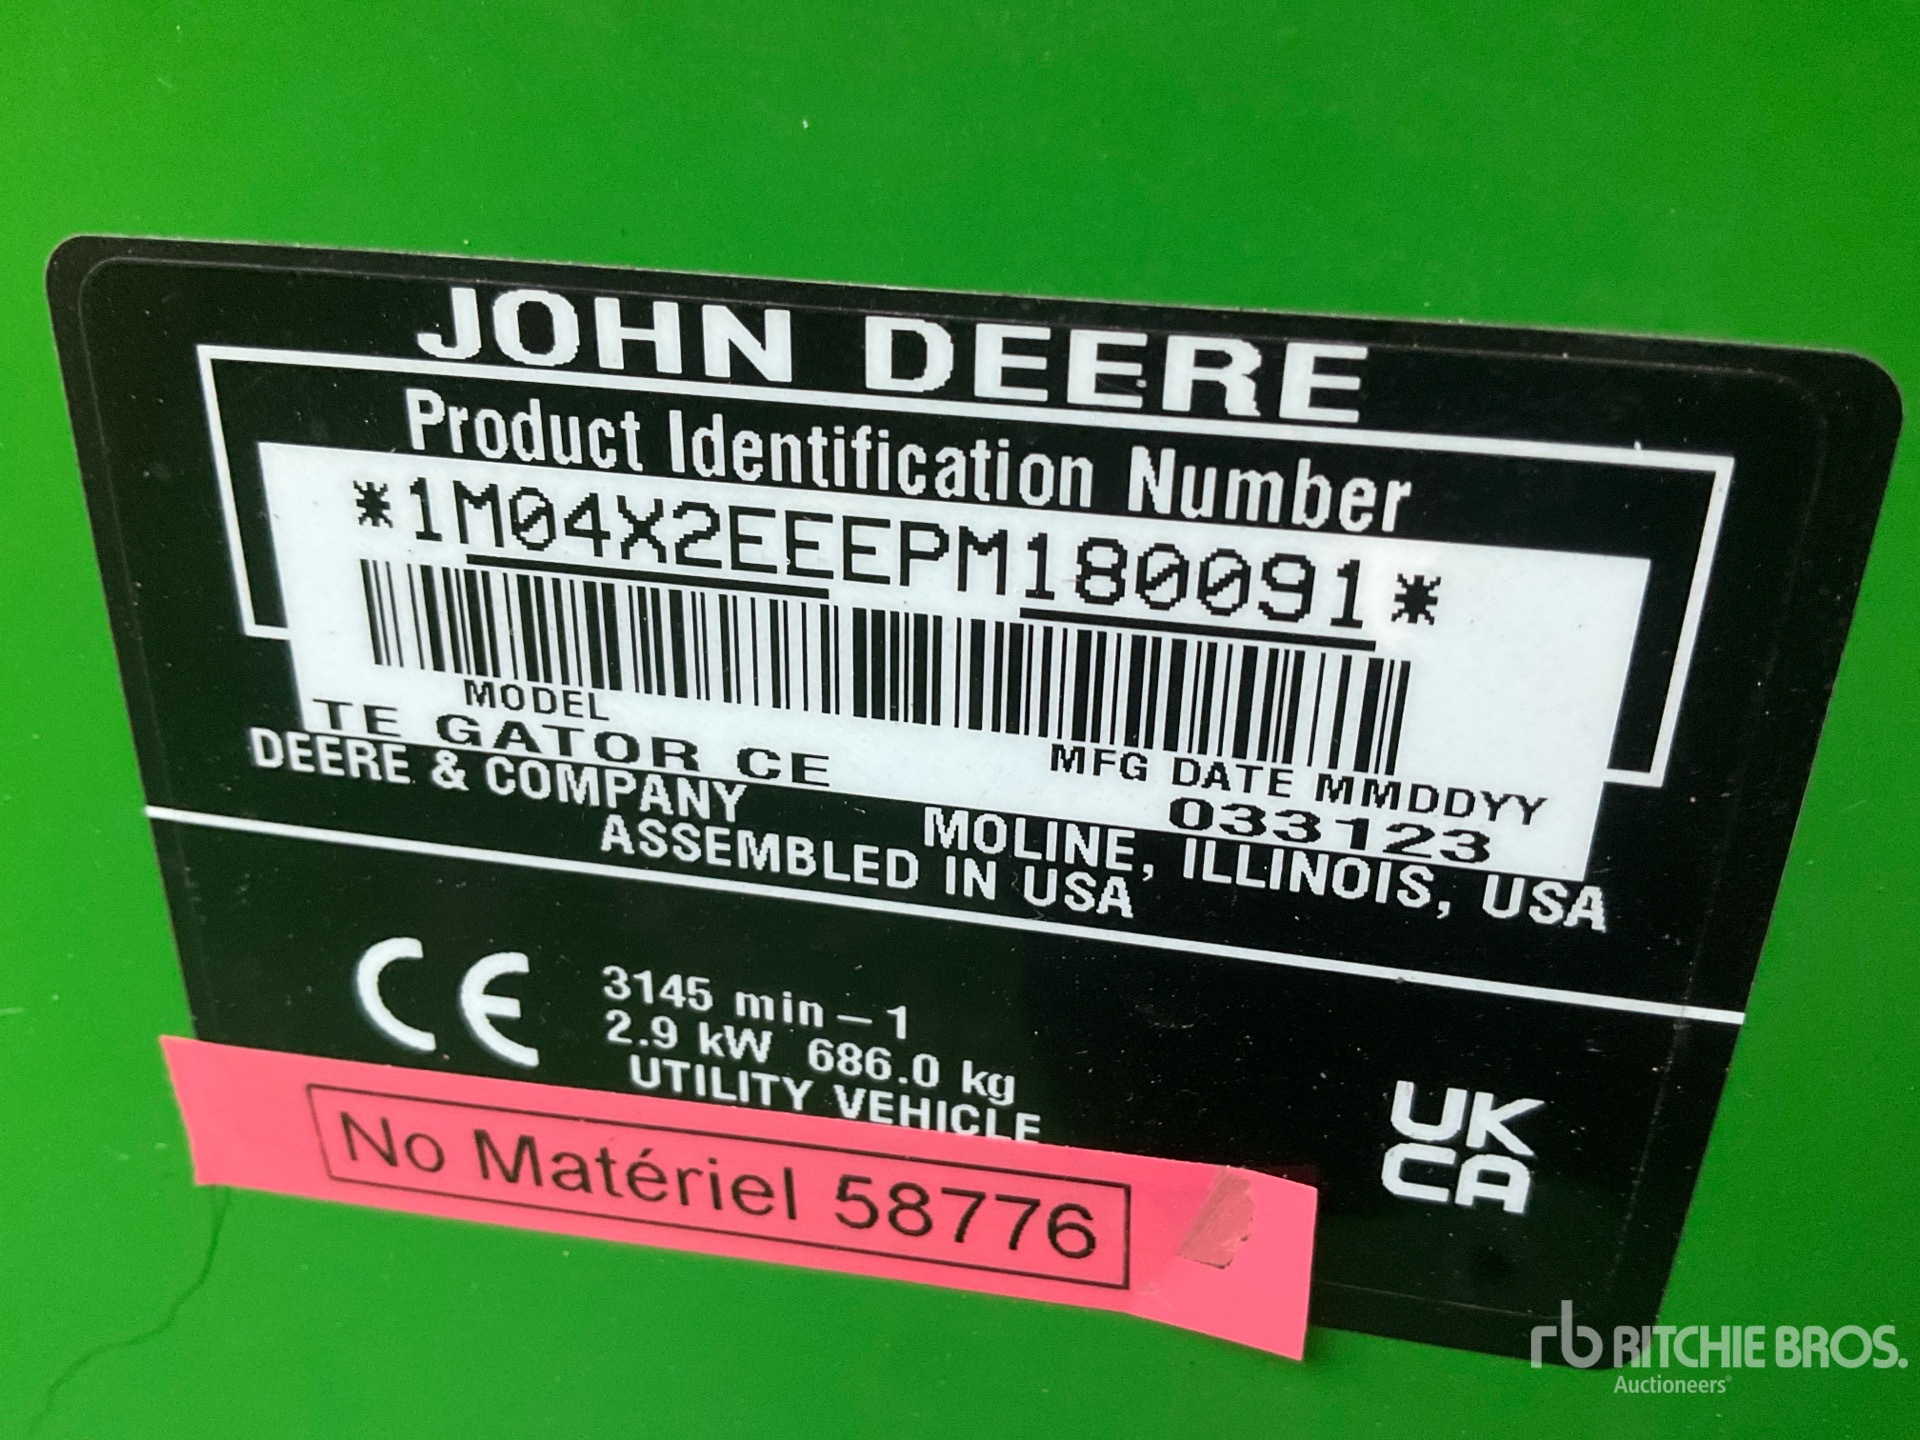 JOHN DEERE
Product Identification Number
*1M04X2EEEPM180091*
MODEL
TE GATOR CE
MFG DATE MMDDYY
033123
DEERE & COMPANY
MOLINE, ILLINOIS, USA
ASSEMBLED IN USA
CE
3145 min – 1
2.9 kW 686.0 kg
UTILITY VEHICLE
UK
CA
No Matériel 58776
rb RITCHIE BROS.
Auctioneers